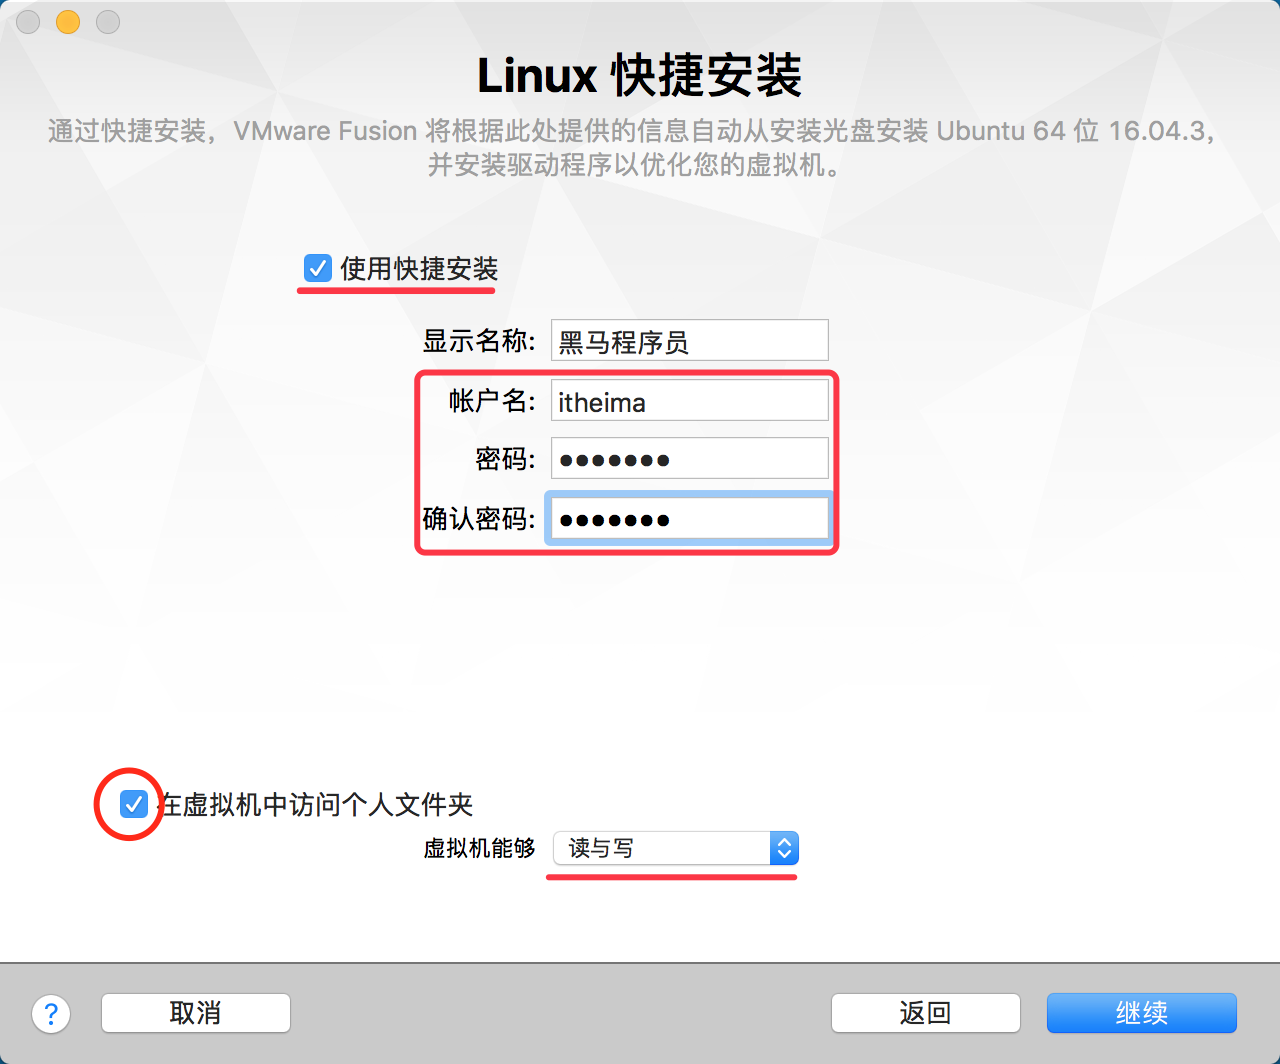 Linux 快捷安装
通过快捷安装，VMware Fusion 将根据此处提供的信息自动从安装光盘安装 Ubuntu 64 位 16.04.3，
并安装驱动程序以优化您的虚拟机。
使用快捷安装
显示名称: 黑马程序员
帐户名: itheima
密码: ●●●●●●●
确认密码: ●●●●●●●
在虚拟机中访问个人文件夹
虚拟机能够 读与写
? 取消 返回 继续